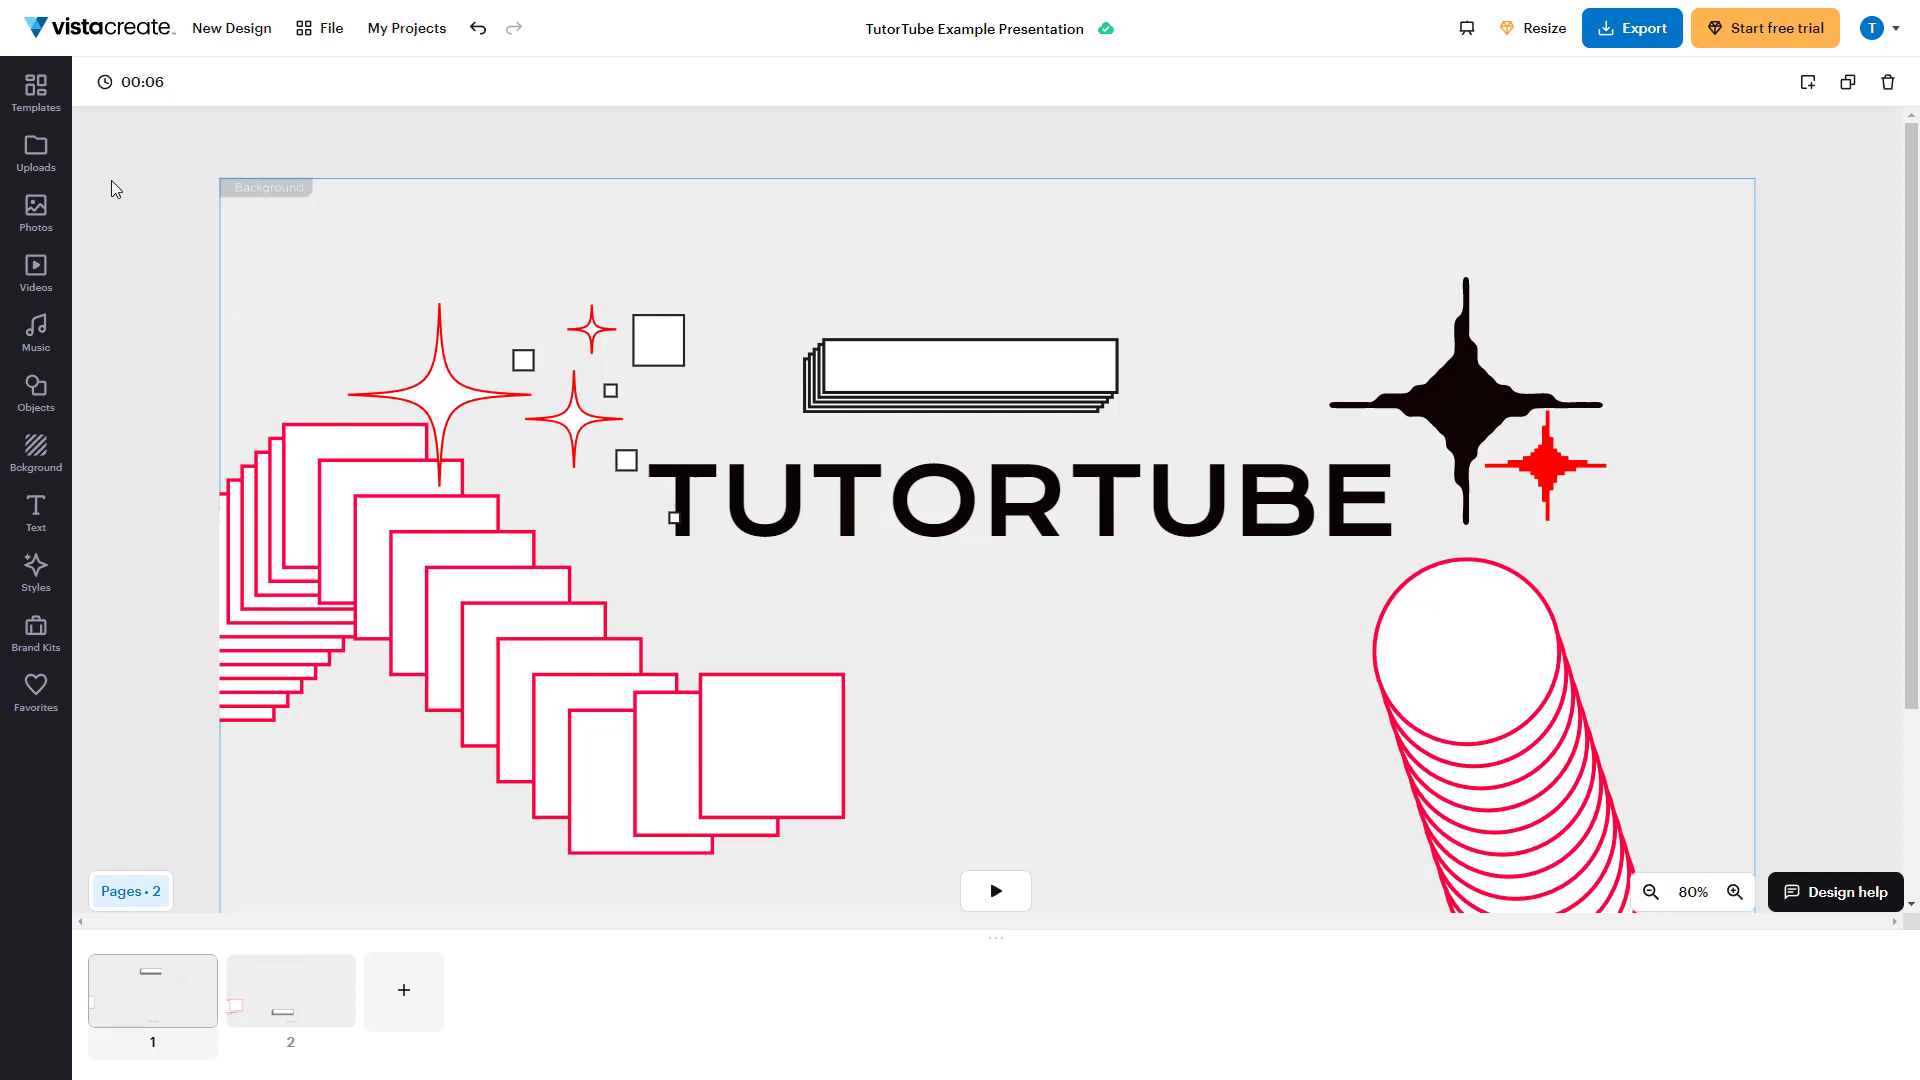 vistacreate
New Design
File
My Projects
TutorTube Example Presentation
Resize
Export
Start free trial
T
00:06
Templates
Uploads
Photos
Videos
Music
Objects
Bckground
Text
Styles
Brand Kits
Favorites
Background
TUTORTUBE
Pages • 2
80%
Design help
1
2